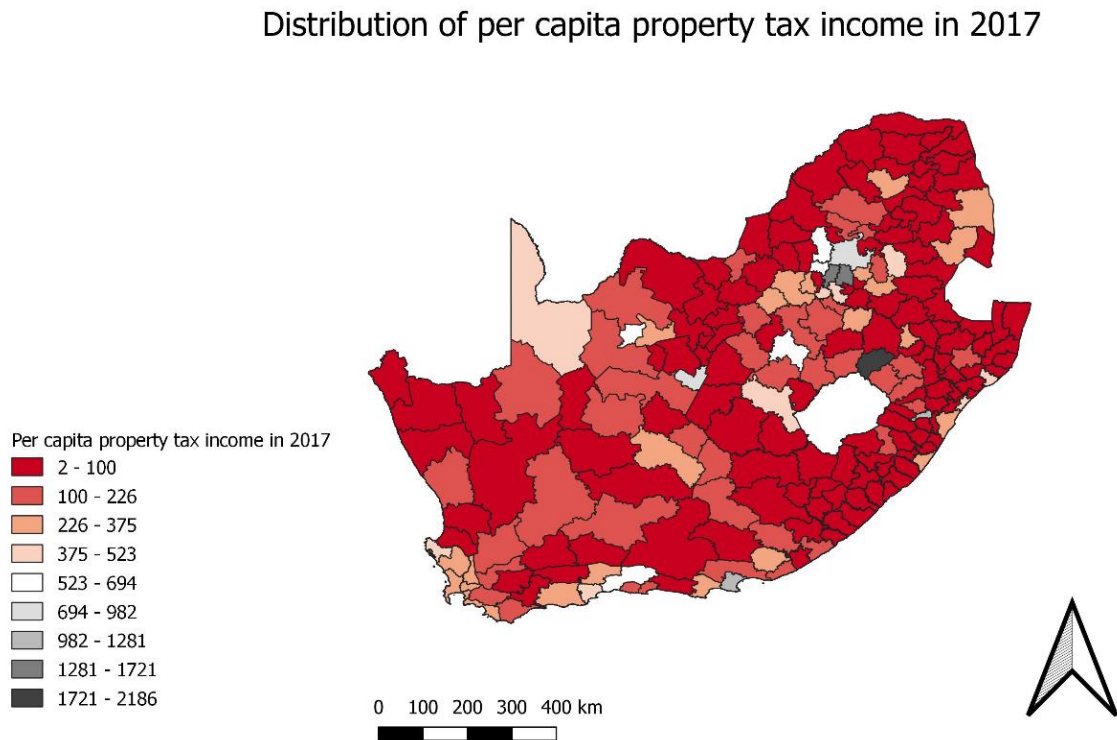 Distribution of per capita property tax income in 2017
Per capita property tax income in 2017
2 - 100
100 - 226
226 - 375
375 - 523
523 - 694
694 - 982
982 - 1281
1281 - 1721
1721 - 2186
0 100 200 300 400 km